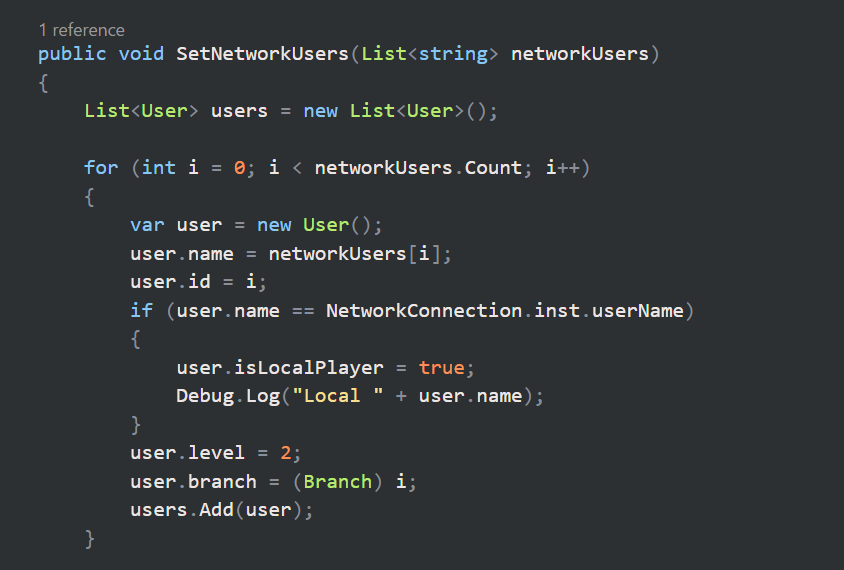 1 reference
public void SetNetworkUsers(List<string> networkUsers)
{
    List<User> users = new List<User>();
    for (int i = 0; i < networkUsers.Count; i++)
    {
        var user = new User();
        user.name = networkUsers[i];
        user.id = i;
        if (user.name == NetworkConnection.inst.userName)
        {
            user.isLocalPlayer = true;
            Debug.Log("Local " + user.name);
        }
        user.level = 2;
        user.branch = (Branch) i;
        users.Add(user);
    }